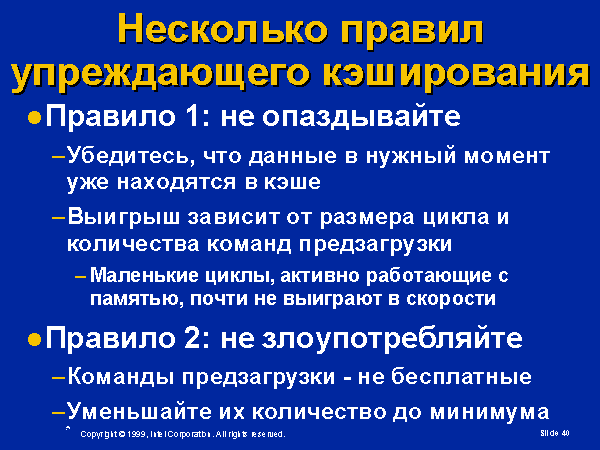 Несколько правил
упреждающего кэширования
●Правило 1: не опаздывайте
–Убедитесь, что данные в нужный момент
уже находятся в кэше
–Выигрыш зависит от размера цикла и
количества команд предзагрузки
– Маленькие циклы, активно работающие с
памятью, почти не выиграют в скорости
●Правило 2: не злоупотребляйте
–Команды предзагрузки - не бесплатные
–Уменьшайте их количество до минимума
Copyright © 1999, Intel Corporation. All rights reserved.
Slide 40